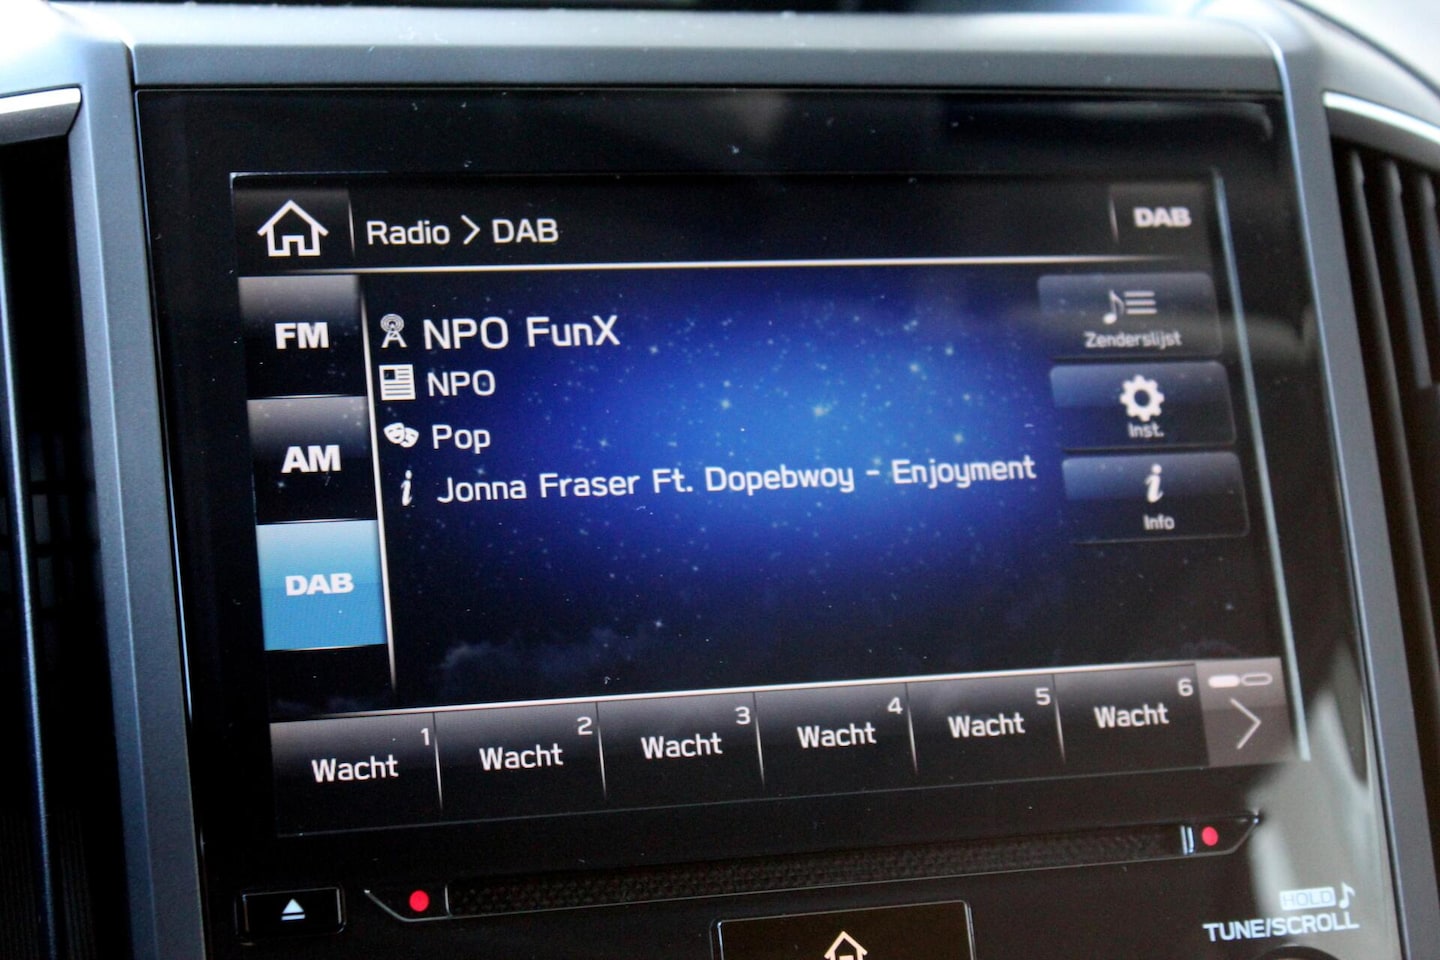 Radio > DAB
DAB
FM
AM
DAB
NPO FunX
NPO
Pop
Jonna Fraser Ft. Dopebwoy - Enjoyment
Zenderslijst
Inst.
Info
Wacht 1
Wacht 2
Wacht 3
Wacht 4
Wacht 5
Wacht 6
HOLD
TUNE/SCROLL